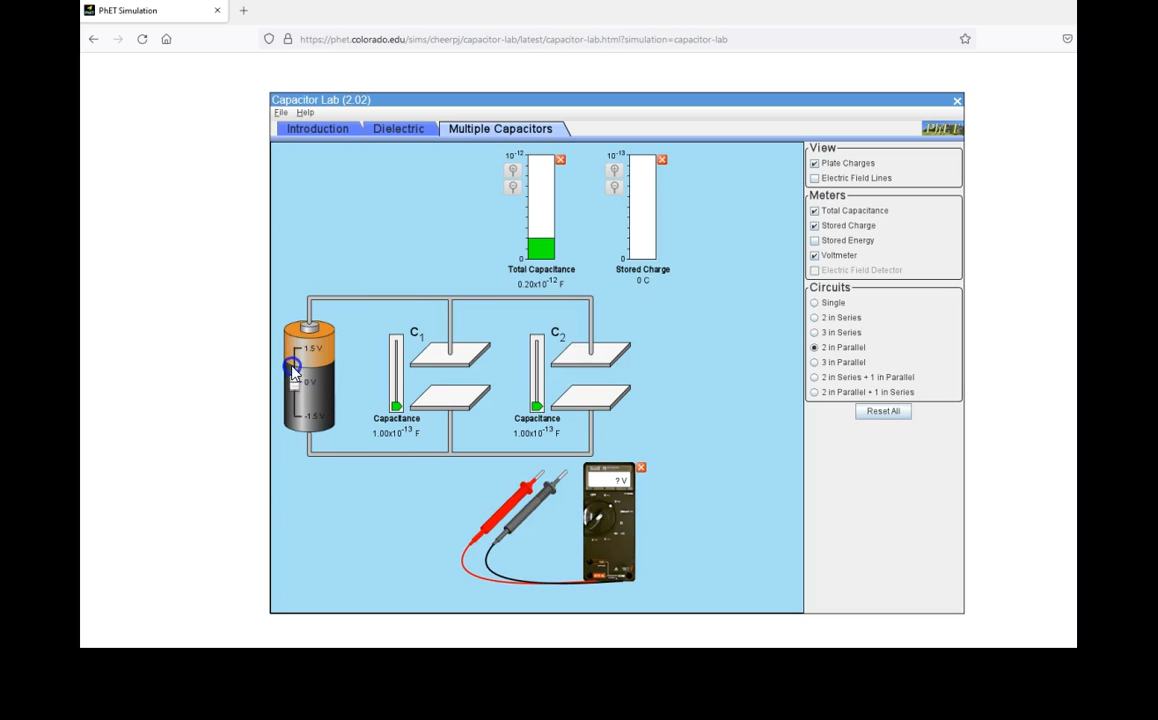 PhET Simulation
https://phet.colorado.edu/sims/cheerpj/capacitor-lab/latest/capacitor-lab.html?simulation=capacitor-lab
Capacitor Lab (2.02)
File Help
Introduction Dielectric Multiple Capacitors
PhET
View
Plate Charges
Electric Field Lines
Meters
Total Capacitance
Stored Charge
Stored Energy
Voltmeter
Electric Field Detector
Circuits
Single
2 in Series
3 in Series
2 in Parallel
3 in Parallel
2 in Series + 1 in Parallel
2 in Parallel + 1 in Series
Reset All
10-12
0
Total Capacitance
0.20x10-12 F
10-13
0
Stored Charge
0 C
1.5 V
0 V
-1.5 V
C1
Capacitance
1.00x10-13 F
C2
Capacitance
1.00x10-13 F
? V